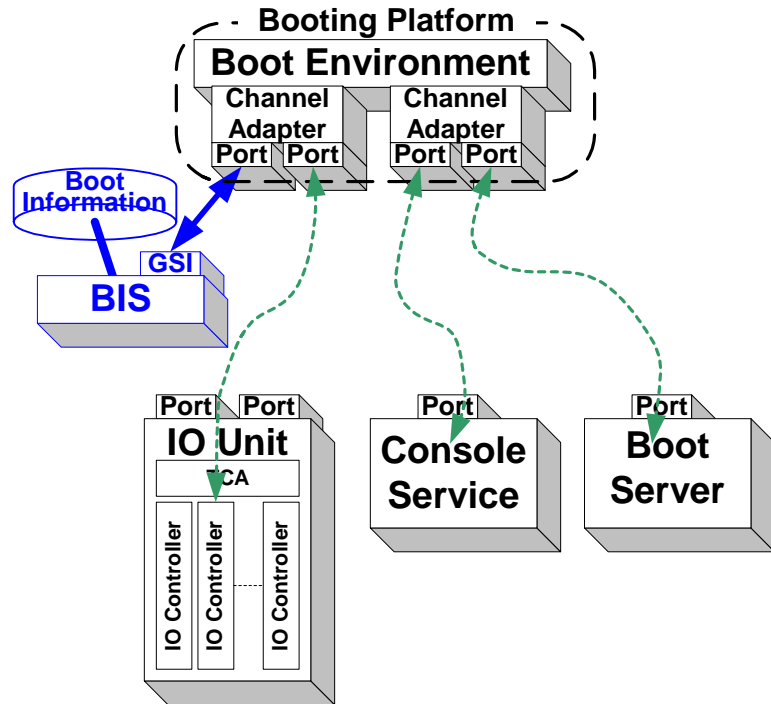 Booting Platform
Boot Environment
Channel
Adapter
Channel
Adapter
Port
Port
Port
Port
Boot
Information
GSI
BIS
Port
Port
Port
Port
IO Unit
TCA
IO Controller
IO Controller
IO Controller
Console
Service
Boot
Server